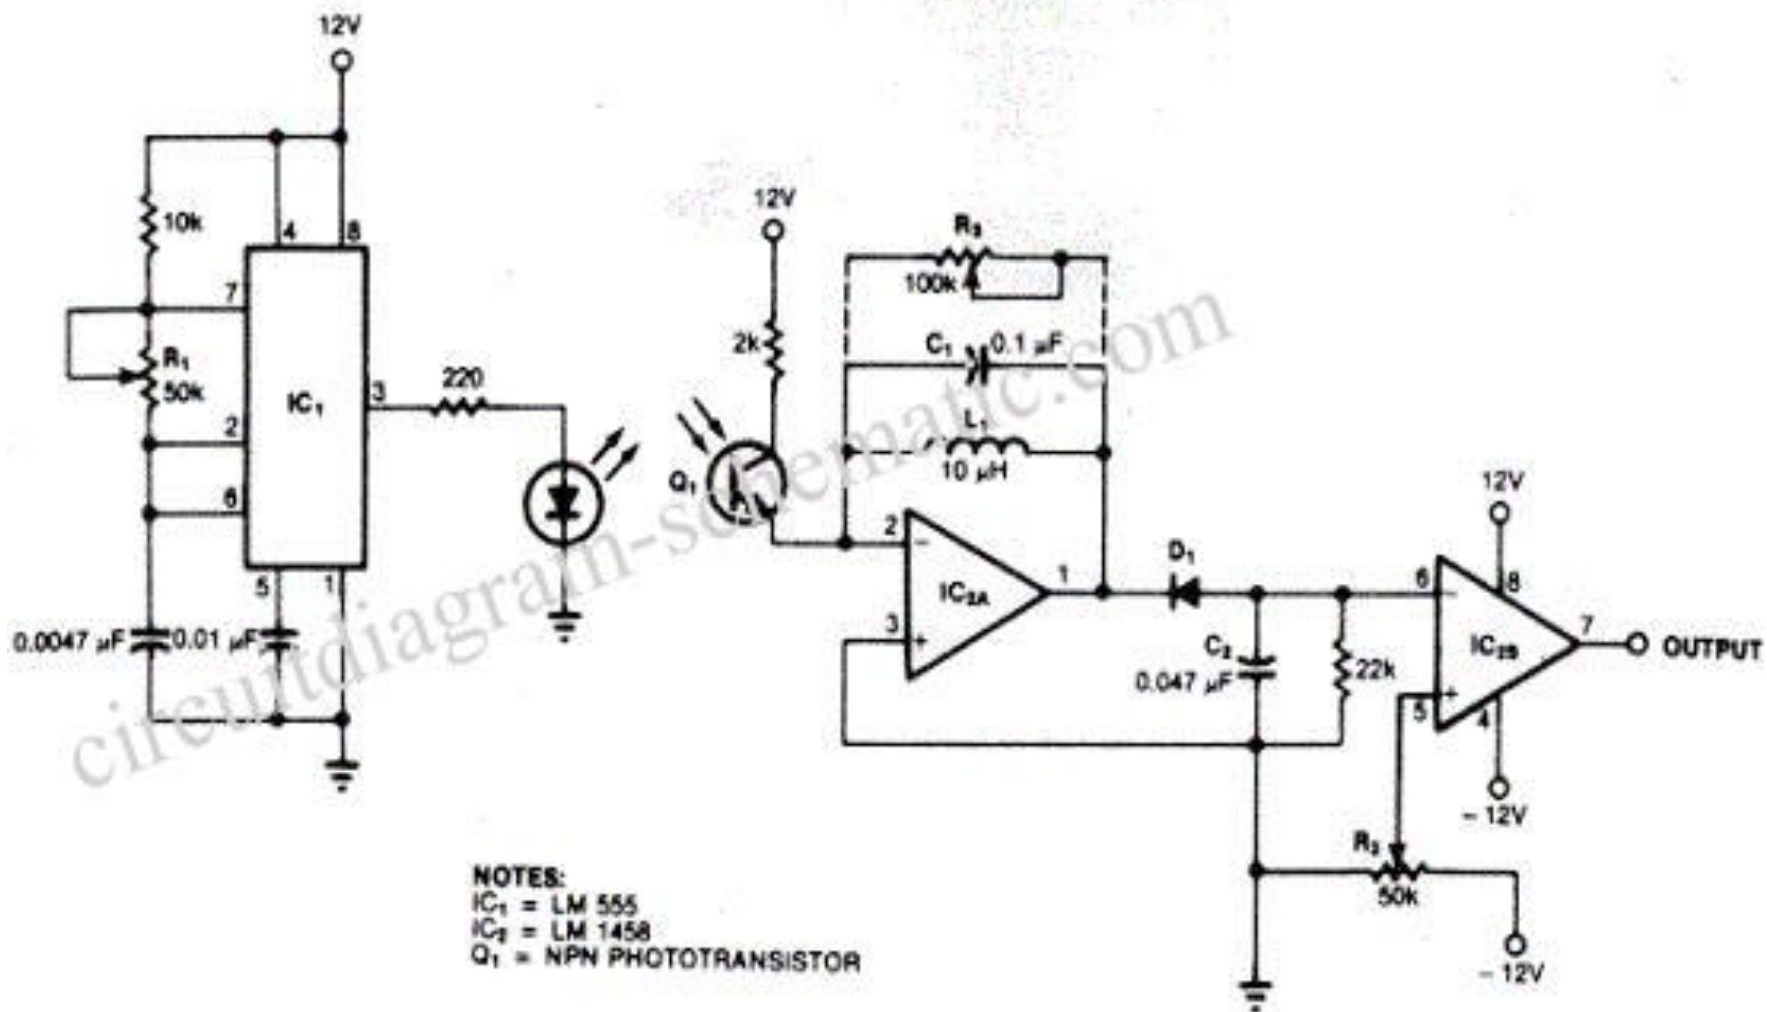 12V
10k
4
8
7
R₁
50k
IC₁
2
3
220
6
5
1
0.0047 µF
0.01 µF
12V
2k
Q₁
R₃
100k
C₁ 0.1 µF
L₁
10 µH
2
−
IC₂A
1
3
+
D₁
C₂
0.047 µF
22k
12V
6
8
−
IC₂B
7
OUTPUT
+
5
4
− 12V
50k
− 12V
NOTES:
IC₁ = LM 555
IC₂ = LM 1458
Q₁ = NPN PHOTOTRANSISTOR
circuitdiagram-schematic.com